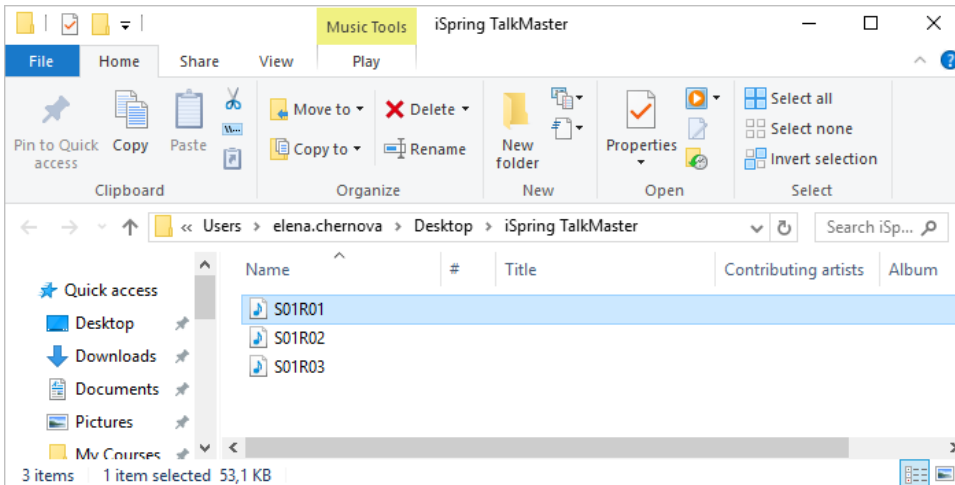 Music Tools iSpring TalkMaster
File Home Share View Play
Pin to Quick access
Copy
Paste
Clipboard
Move to
Copy to
Delete
Rename
Organize
New folder
New
Properties
Open
Select all
Select none
Invert selection
Select
« Users > elena.chernova > Desktop > iSpring TalkMaster
Search iSp...
Name # Title Contributing artists Album
Quick access
Desktop
Downloads
Documents
Pictures
My Courses
S01R01
S01R02
S01R03
3 items 1 item selected 53,1 KB